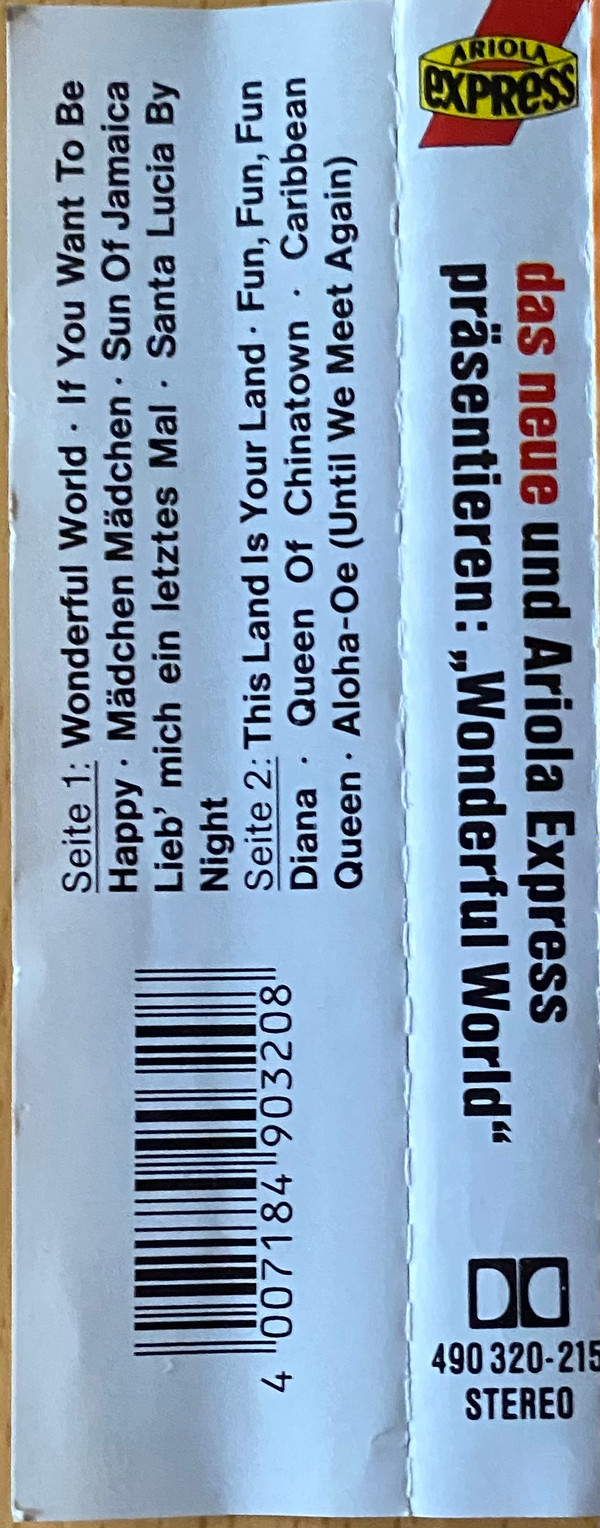 Seite 1: Wonderful World · If You Want To Be
Happy · Mädchen Mädchen · Sun Of Jamaica
Lieb' mich ein letztes Mal · Santa Lucia By
Night
Seite 2: This Land Is Your Land · Fun, Fun, Fun
Diana · Queen Of Chinatown · Caribbean
Queen · Aloha-Oe (Until We Meet Again)
4 007184 903208
ARIOLA
EXPRESS
das neue und Ariola Express
präsentieren: „Wonderful World“
490 320-215
STEREO